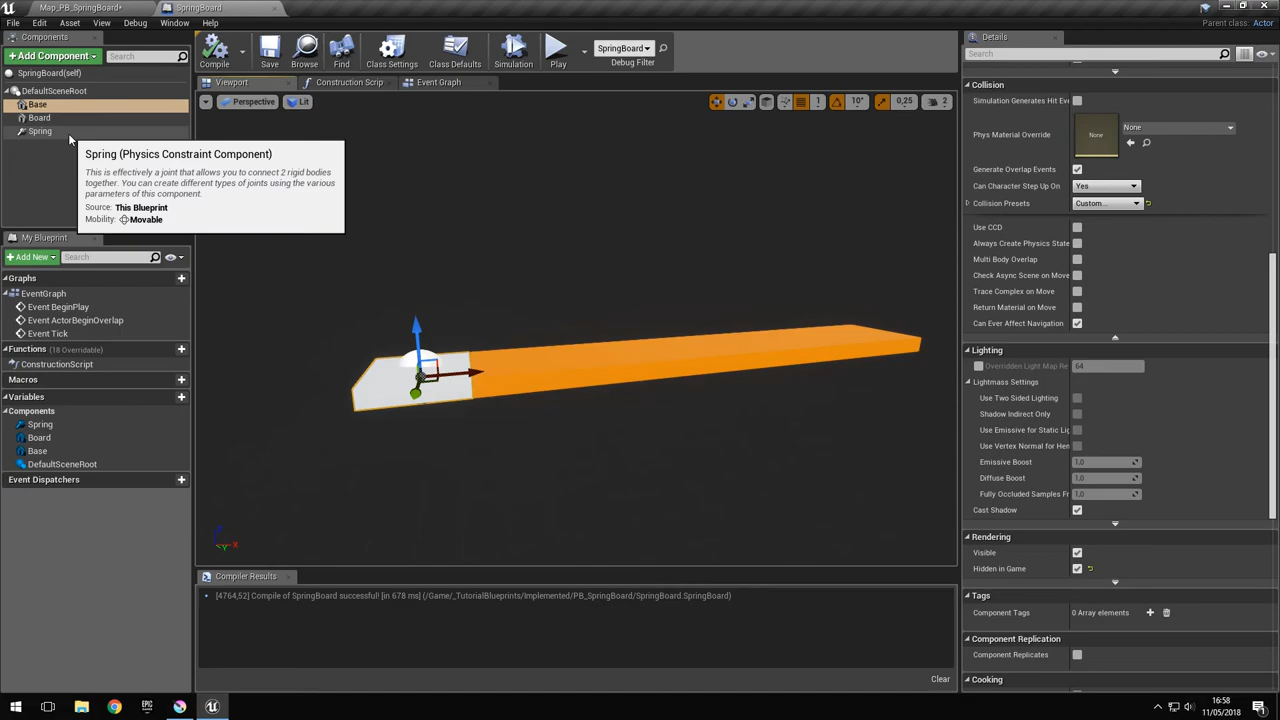 Map_PB_SpringBoard*
SpringBoard
File Edit Asset View Debug Window Help
Parent class: Actor
Components
+ Add Component
Search
SpringBoard(self)
DefaultSceneRoot
Base
Board
Spring
Compile
Save
Browse
Find
Class Settings
Class Defaults
Simulation
Play
SpringBoard
Debug Filter
Viewport
Construction Scrip
Event Graph
Perspective
Lit
1
10°
0,25
2
Spring (Physics Constraint Component)
This is effectively a joint that allows you to connect 2 rigid bodies
together. You can create different types of joints using the various
parameters of this component.
Source: This Blueprint
Mobility: Movable
My Blueprint
+ Add New
Search
Graphs
EventGraph
Event BeginPlay
Event ActorBeginOverlap
Event Tick
Functions (18 Overridable)
ConstructionScript
Macros
Variables
Components
Spring
Board
Base
DefaultSceneRoot
Event Dispatchers
Compiler Results
[4764,52] Compile of SpringBoard successful! [in 678 ms] (/Game/_TutorialBlueprints/Implemented/PB_SpringBoard/SpringBoard.SpringBoard)
Clear
Details
Search
Collision
Simulation Generates Hit Eve
Phys Material Override
None
None
Generate Overlap Events
Can Character Step Up On
Yes
Collision Presets
Custom...
Use CCD
Always Create Physics State
Multi Body Overlap
Check Async Scene on Move
Trace Complex on Move
Return Material on Move
Can Ever Affect Navigation
Lighting
Overridden Light Map Re
64
Lightmass Settings
Use Two Sided Lighting
Shadow Indirect Only
Use Emissive for Static Lig
Use Vertex Normal for Hem
Emissive Boost
1,0
Diffuse Boost
1,0
Fully Occluded Samples Fr
1,0
Cast Shadow
Rendering
Visible
Hidden in Game
Tags
Component Tags
0 Array elements
Component Replication
Component Replicates
Cooking
16:58
11/05/2018